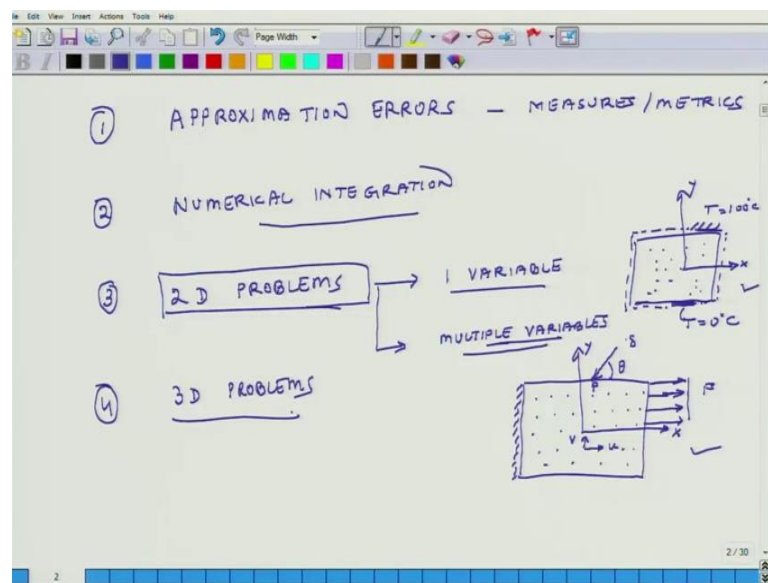 le Edit View Insert Actions Tools Help
Page Width
B I
① APPROXIMATION ERRORS — MEASURES/METRICS
② NUMERICAL INTEGRATION
③ 2D PROBLEMS → 1 VARIABLE
→ MULTIPLE VARIABLES
y
T=100°C
x
T=0°C
④ 3D PROBLEMS
y
θ
P
x
v
u
2/30
2